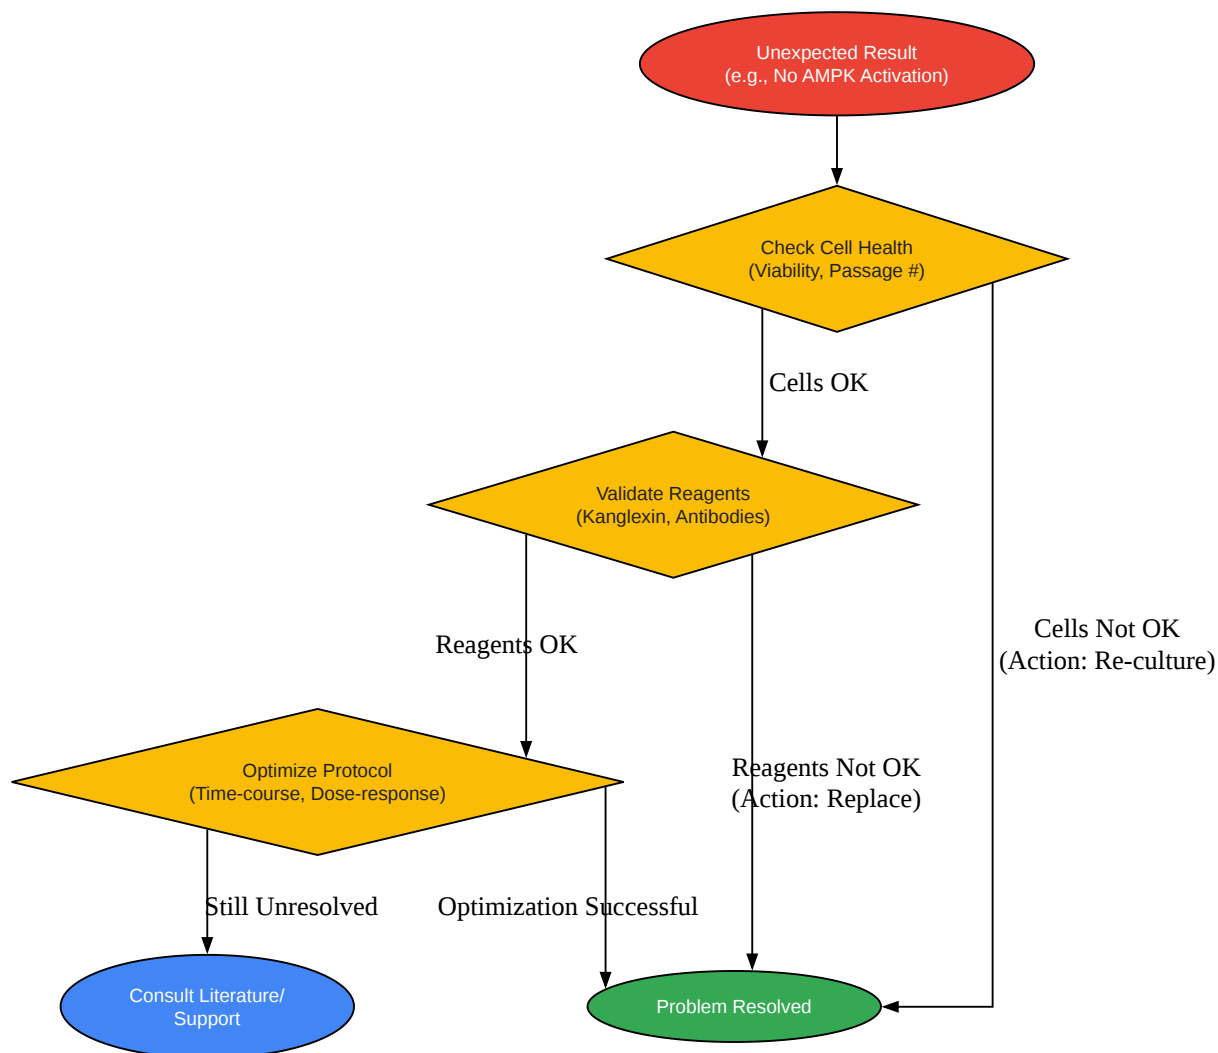 Unexpected Result
(e.g., No AMPK Activation)
Check Cell Health
(Viability, Passage #)
Cells OK
Validate Reagents
(Kanglexin, Antibodies)
Cells Not OK
(Action: Re-culture)
Reagents OK
Reagents Not OK
(Action: Replace)
Optimize Protocol
(Time-course, Dose-response)
Still Unresolved
Optimization Successful
Consult Literature/
Support
Problem Resolved